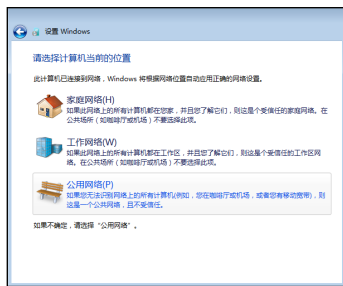 设置 Windows
请选择计算机当前的位置
此计算机已连接到网络，Windows 将根据网络位置自动应用正确的网络设置。
家庭网络(H)
如果此网络上的所有计算机都在您家，并且您了解它们，则这是个受信任的家庭网络。在
公共场所（如咖啡厅或机场）不要选择此项。
工作网络(W)
如果此网络上的所有计算机都在工作区，并且您了解它们，则这是个受信任的工作区网
络。在公共场所（如咖啡厅或机场）不要选择此项。
公用网络(P)
如果您无法识别网络上的所有计算机(例如，您在咖啡厅或机场，或者您有移动宽带)，则
这是一个公共网络，且不受信任。
如果不确定，请选择“公用网络”。